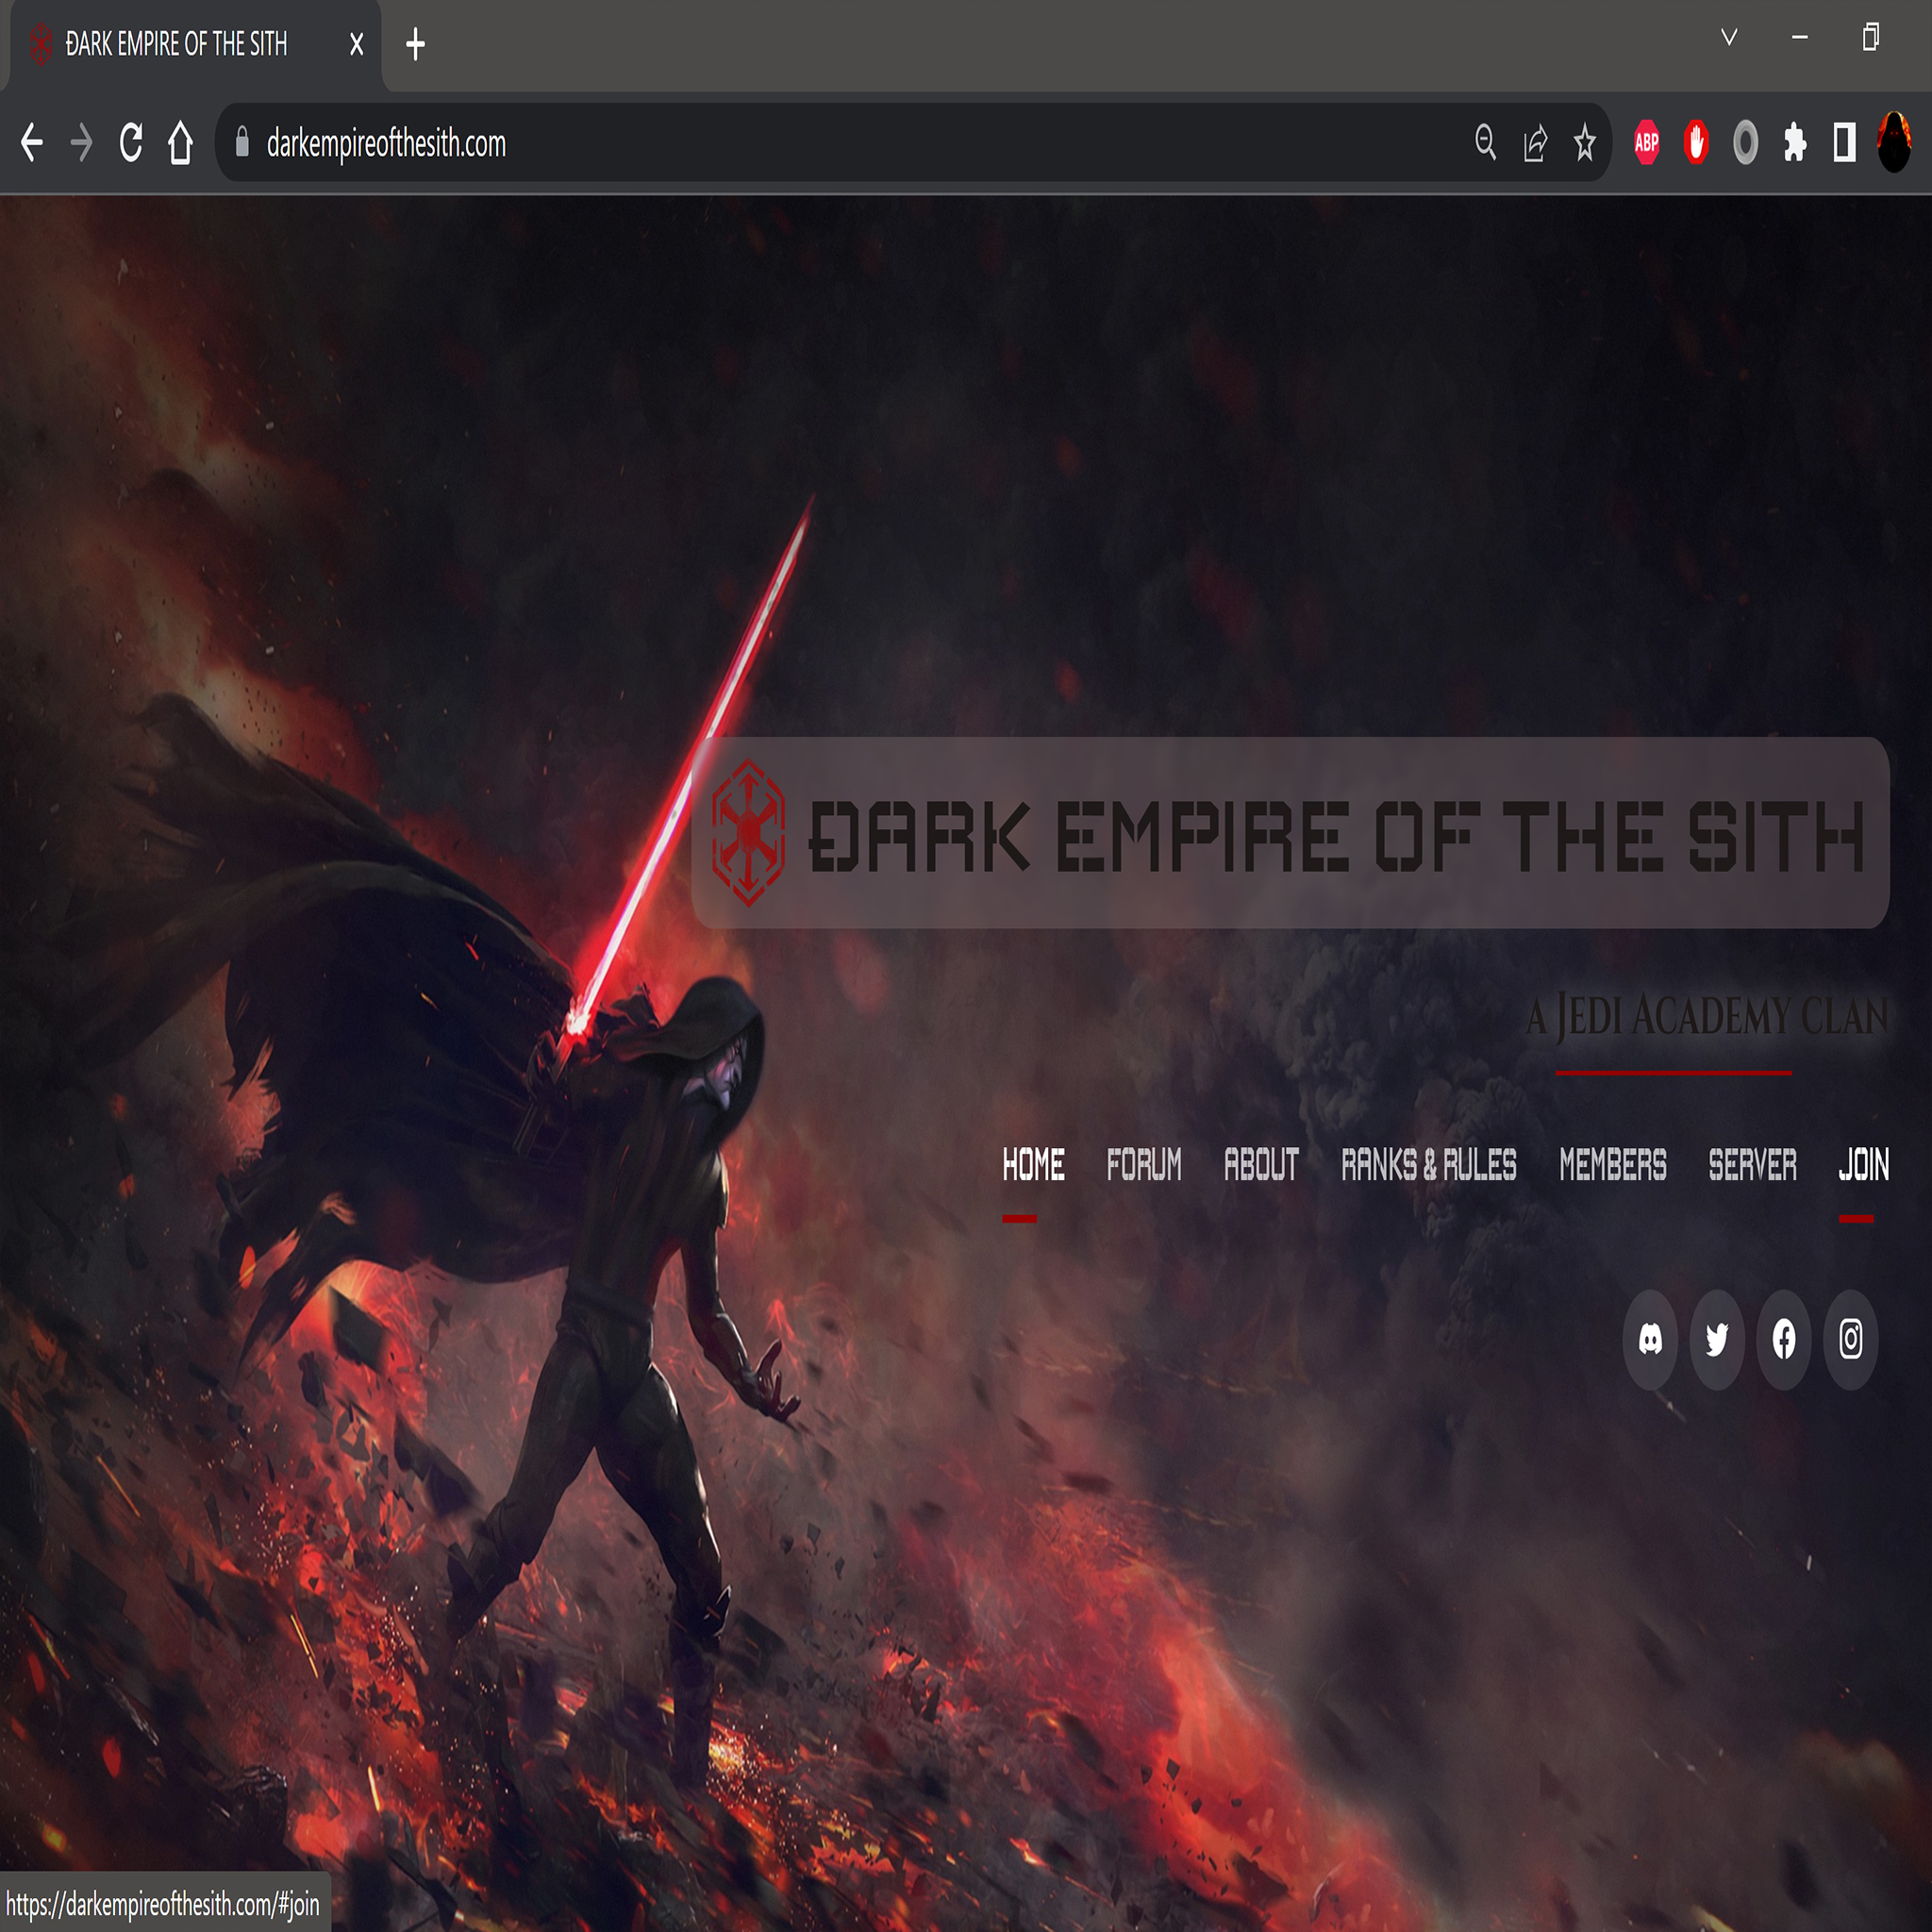 ĐARK EMPIRE OF THE SITH
darkempireofthesith.com
ABP
ĐARK EMPIRE OF THE SITH
A JEDI ACADEMY CLAN
HOME FORUM ABOUT RANKS & RULES MEMBERS SERVER JOIN
https://darkempireofthesith.com/#join